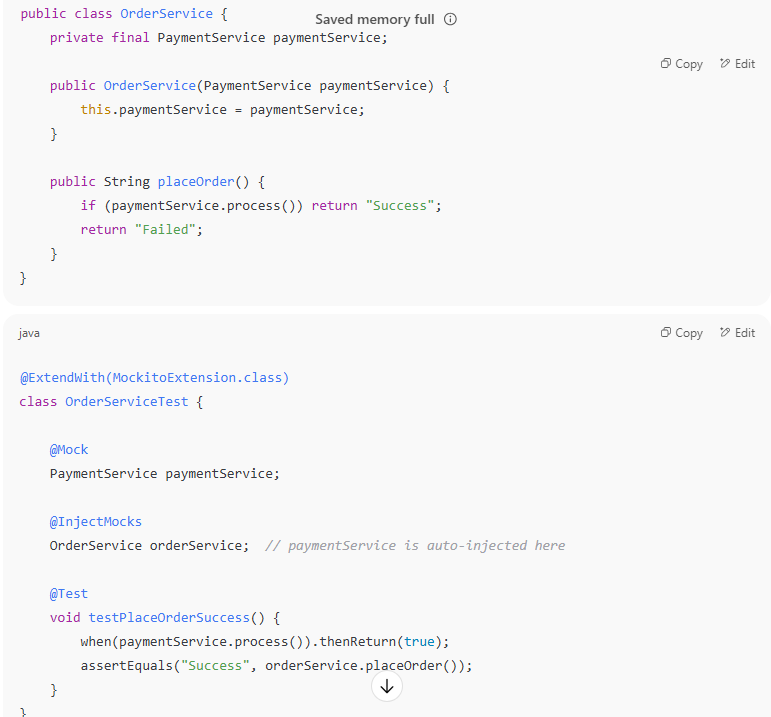 public class OrderService {
Saved memory full
    private final PaymentService paymentService;
Copy Edit
    public OrderService(PaymentService paymentService) {
        this.paymentService = paymentService;
    }
    public String placeOrder() {
        if (paymentService.process()) return "Success";
        return "Failed";
    }
}
java
Copy Edit
@ExtendWith(MockitoExtension.class)
class OrderServiceTest {
    @Mock
    PaymentService paymentService;
    @InjectMocks
    OrderService orderService;  // paymentService is auto-injected here
    @Test
    void testPlaceOrderSuccess() {
        when(paymentService.process()).thenReturn(true);
        assertEquals("Success", orderService.placeOrder());
    }
}